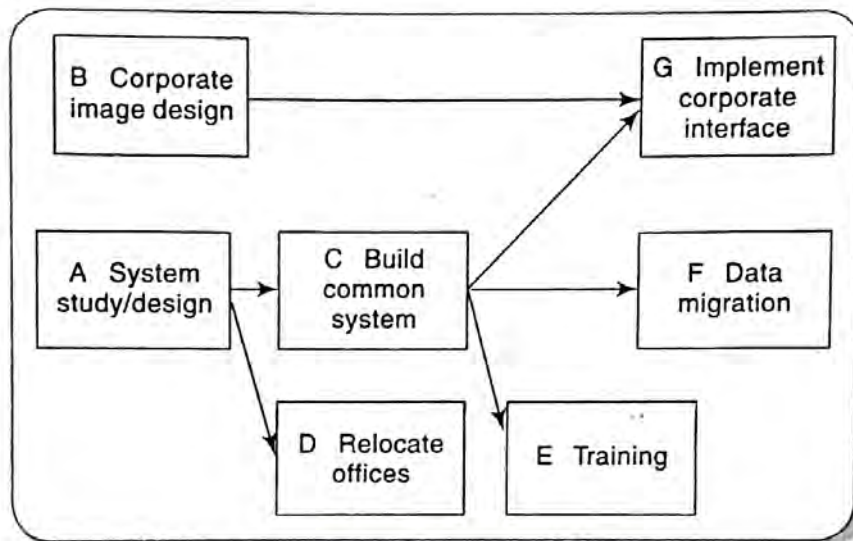 B Corporate
image design
G Implement
corporate
interface
A System
study/design
C Build
common
system
F Data
migration
D Relocate
offices
E Training